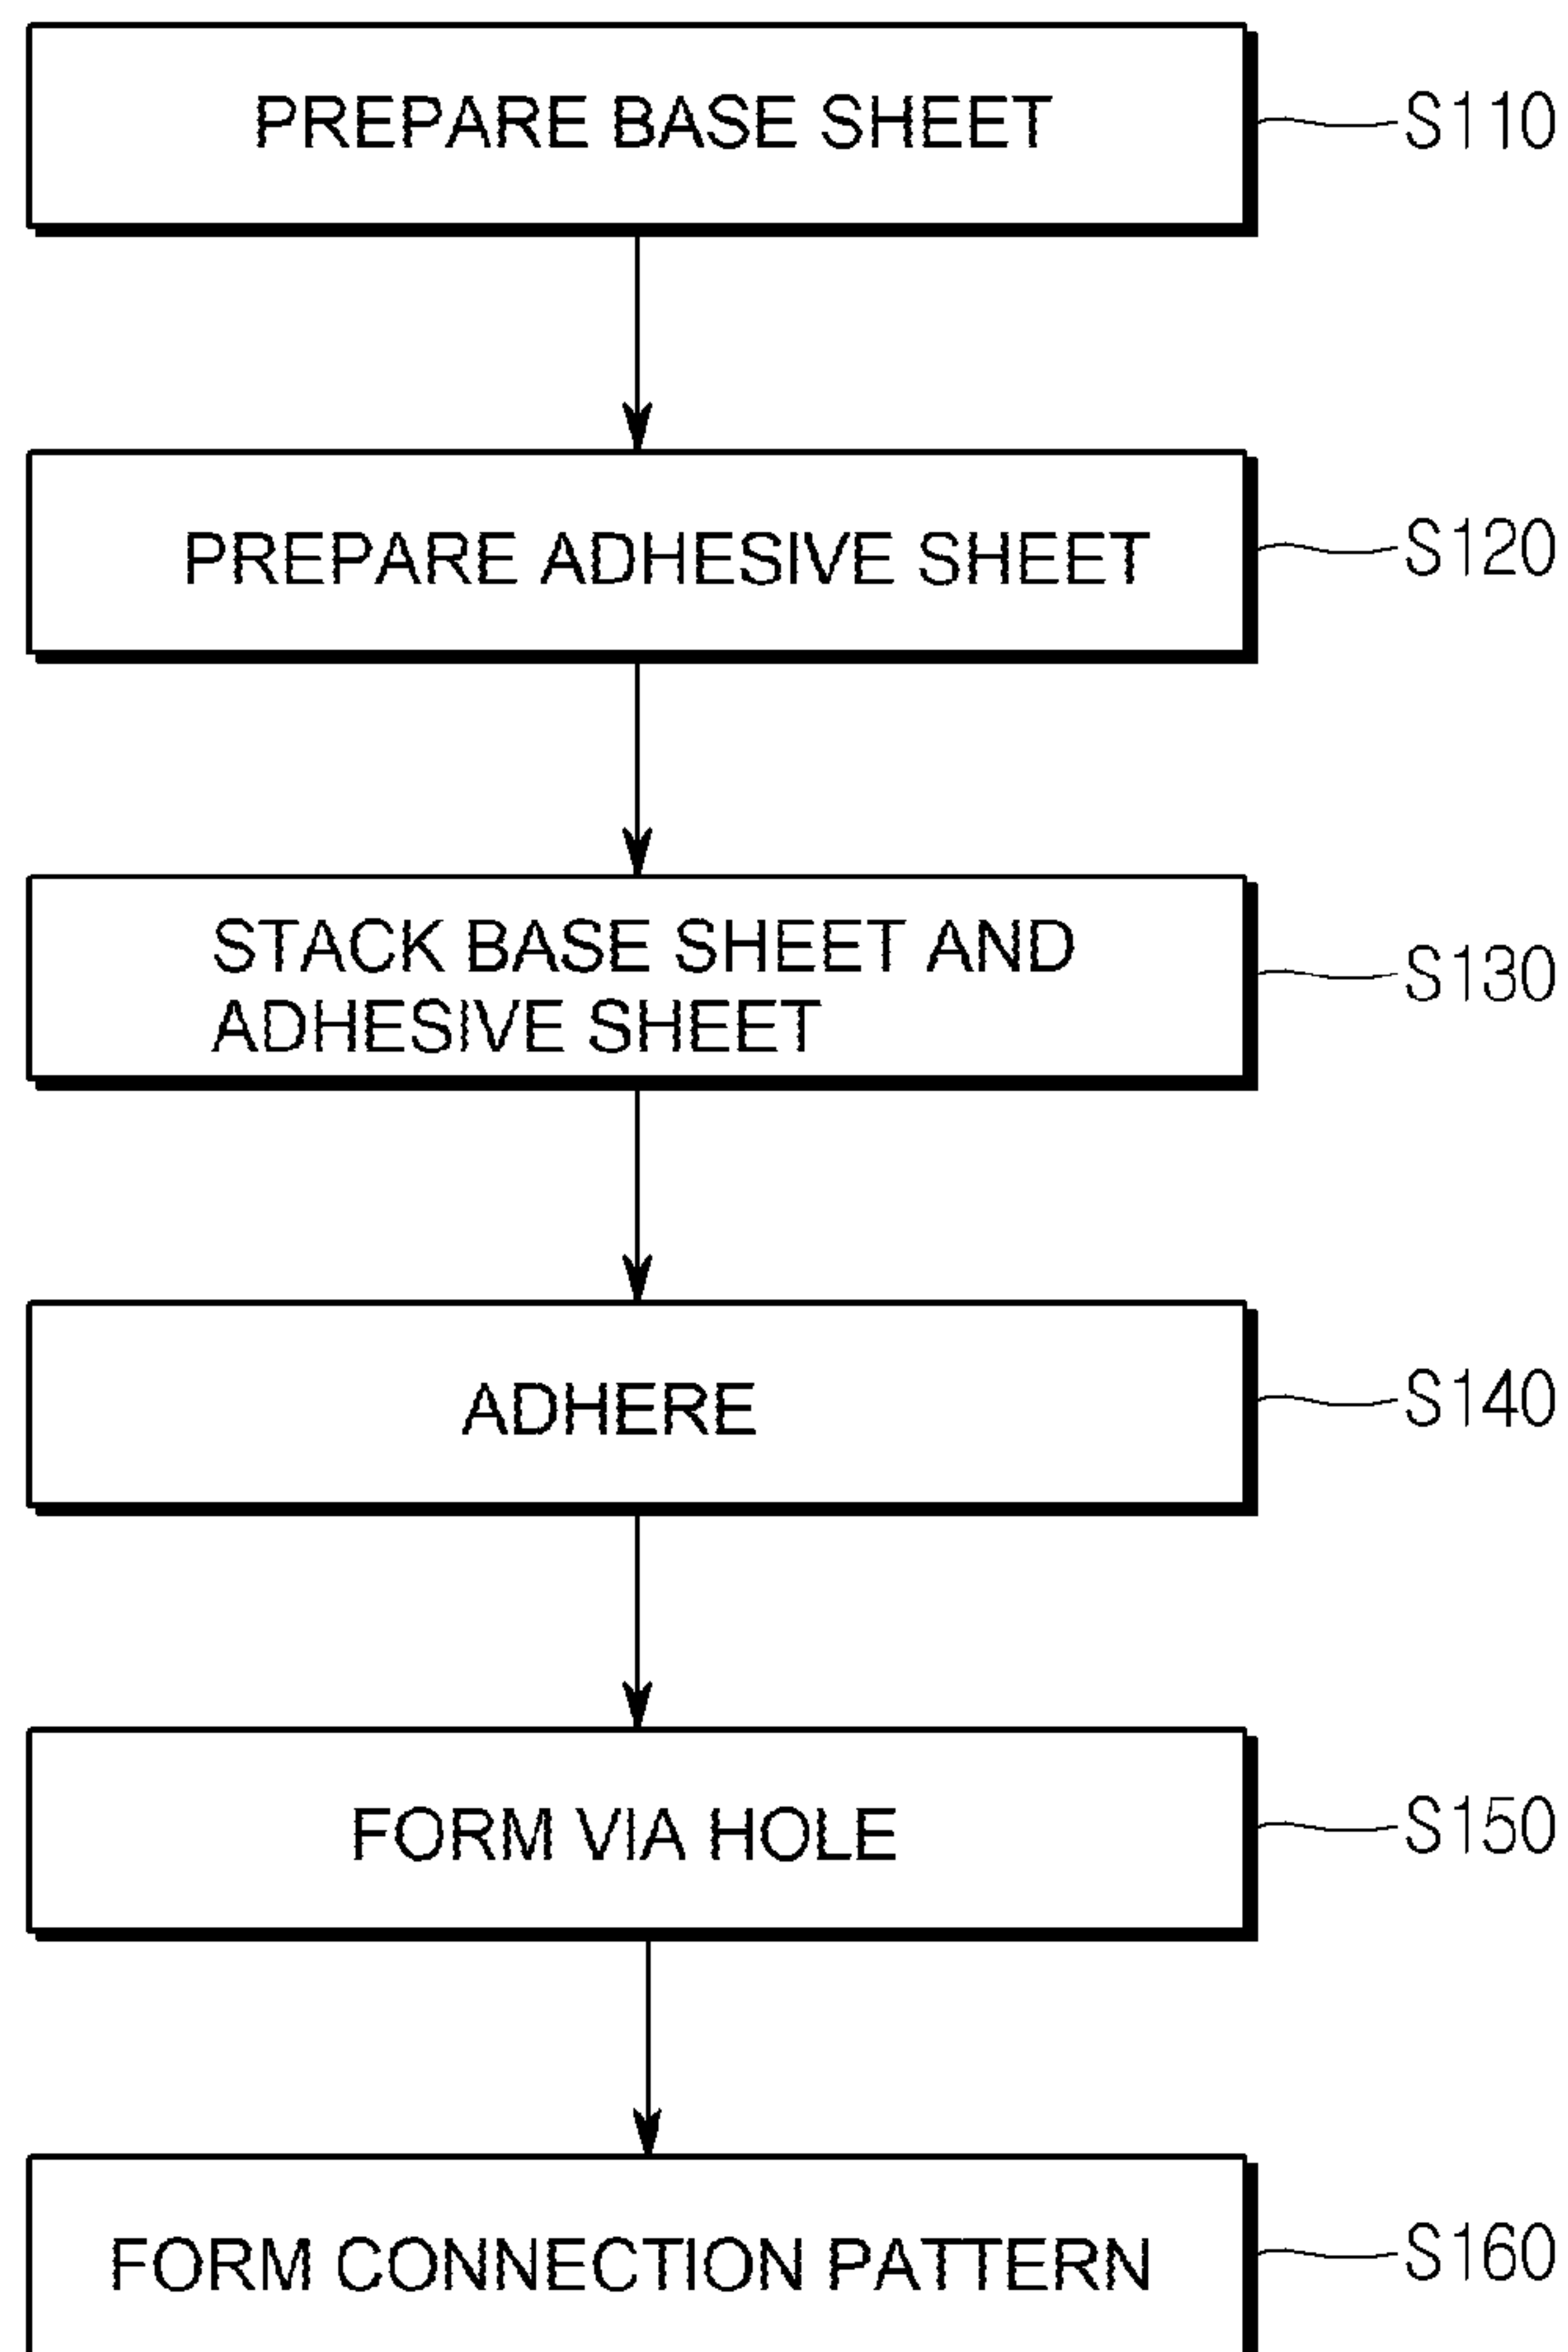 PREPARE BASE SHEET
S110
PREPARE ADHESIVE SHEET
S120
STACK BASE SHEET AND
ADHESIVE SHEET
S130
ADHERE
S140
FORM VIA HOLE
S150
FORM CONNECTION PATTERN
S160